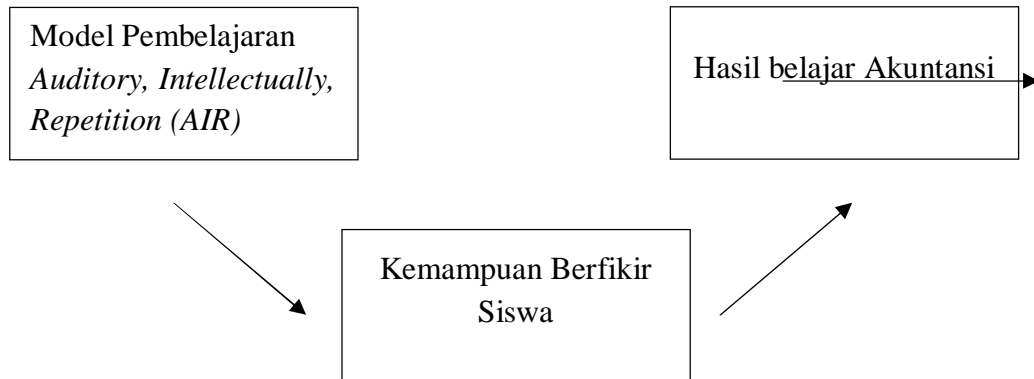 Model Pembelajaran
Auditory, Intellectually,
Repetition (AIR)
Hasil belajar Akuntansi
Kemampuan Berfikir
Siswa